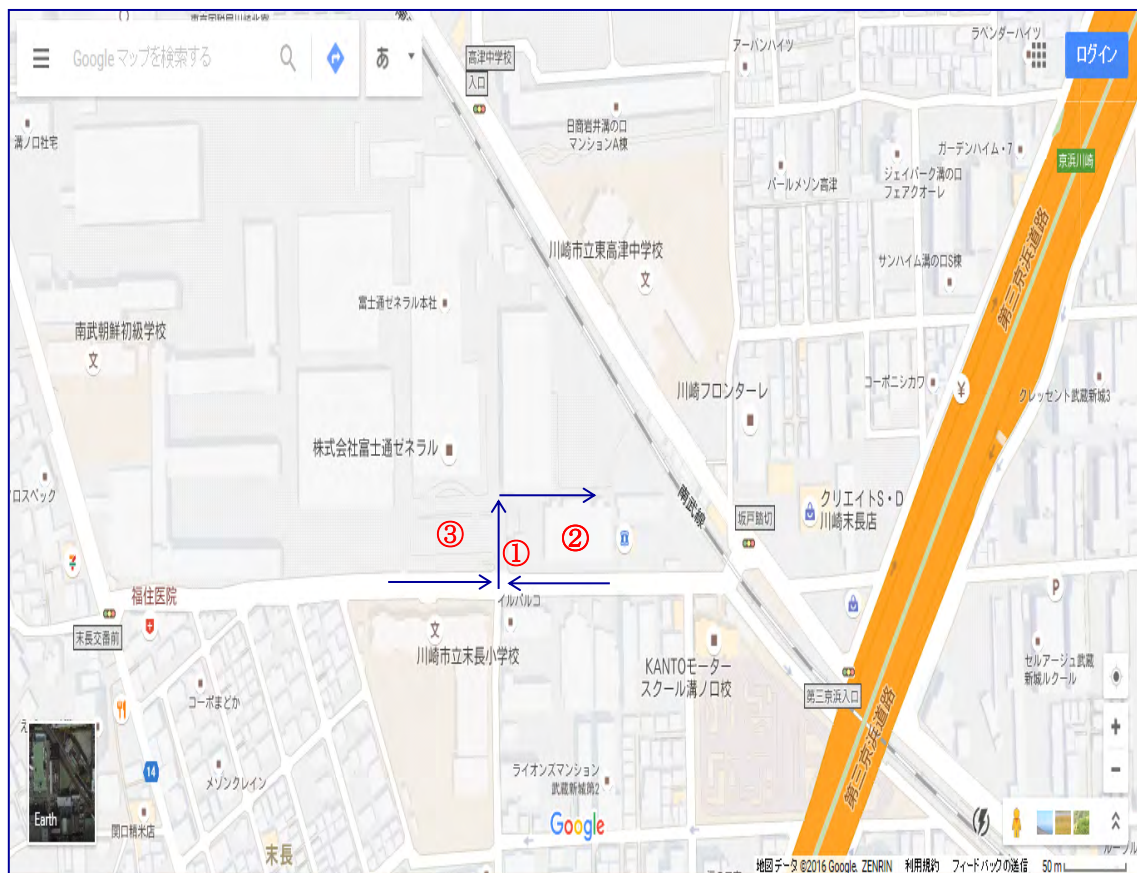 Google マップを検索する
あ
ログイン
高津中学校
入口
アーバンハイツ
ラベンダーハイツ
溝ノ口社宅
日商岩井溝の口
マンションA棟
ガーデンハイム・7
京浜川崎
パールメゾン高津
ジェイパーク溝の口
フェアクオーレ
川崎市立東高津中学校
文
サンハイム溝の口S棟
第三京浜道路
富士通ゼネラル本社
南武朝鮮初級学校
文
川崎フロンターレ
コーポニシカワ
¥
クレッセント武蔵新城3
株式会社富士通ゼネラル
ロスペック
南武線
クリエイトS・D
川崎末長店
坂戸踏切
③
①
②
7
福住医院
イルバルコ
P
末長交番前
文
川崎市立末長小学校
KANTOモーター
スクール溝ノ口校
セルアージュ武蔵
新城ルクール
第三京浜入口
コーポまどか
第三京浜道路
14
メゾンクレイン
ライオンズマンション
武蔵新城第2
Earth
関口精米店
Google
末長
ルーブル
地図データ ©2016 Google, ZENRIN 利用規約 フィードバックの送信 50 m